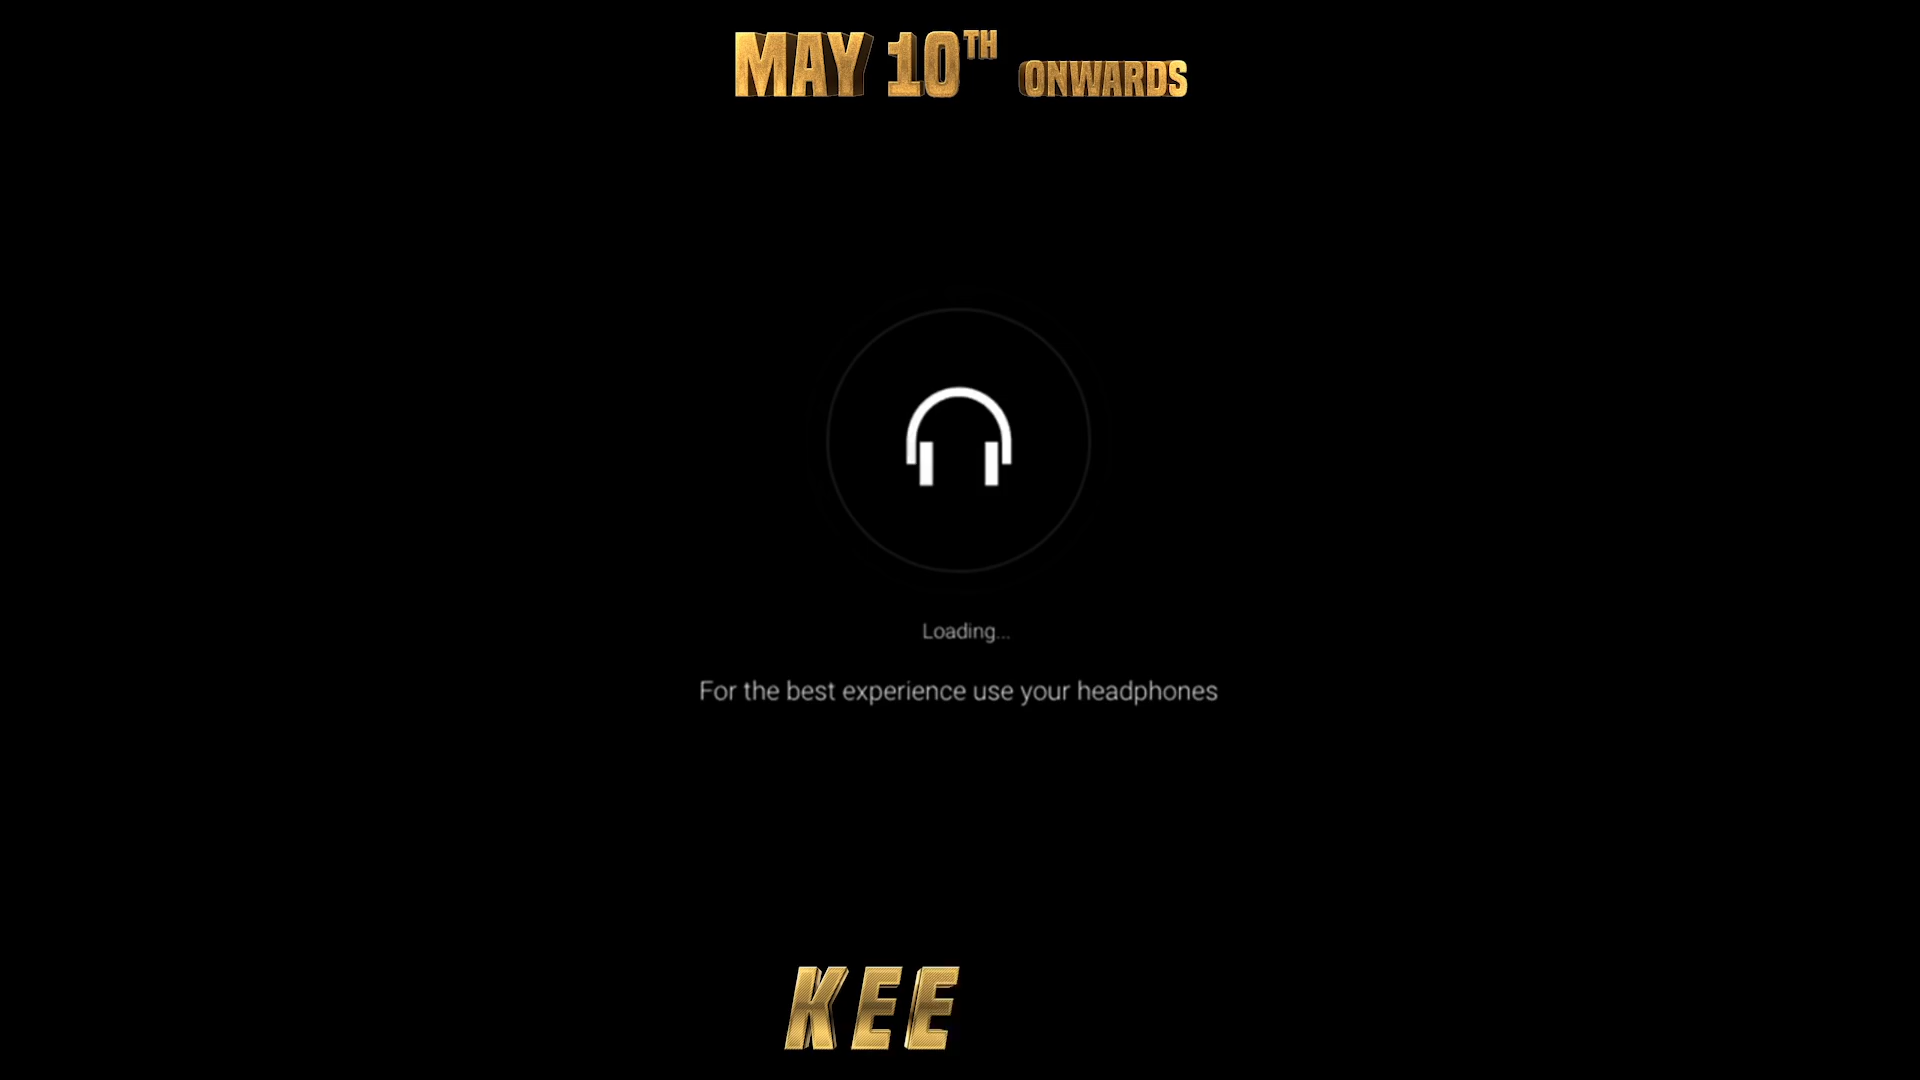 MAY 10TH ONWARDS
Loading...
For the best experience use your headphones
KEE